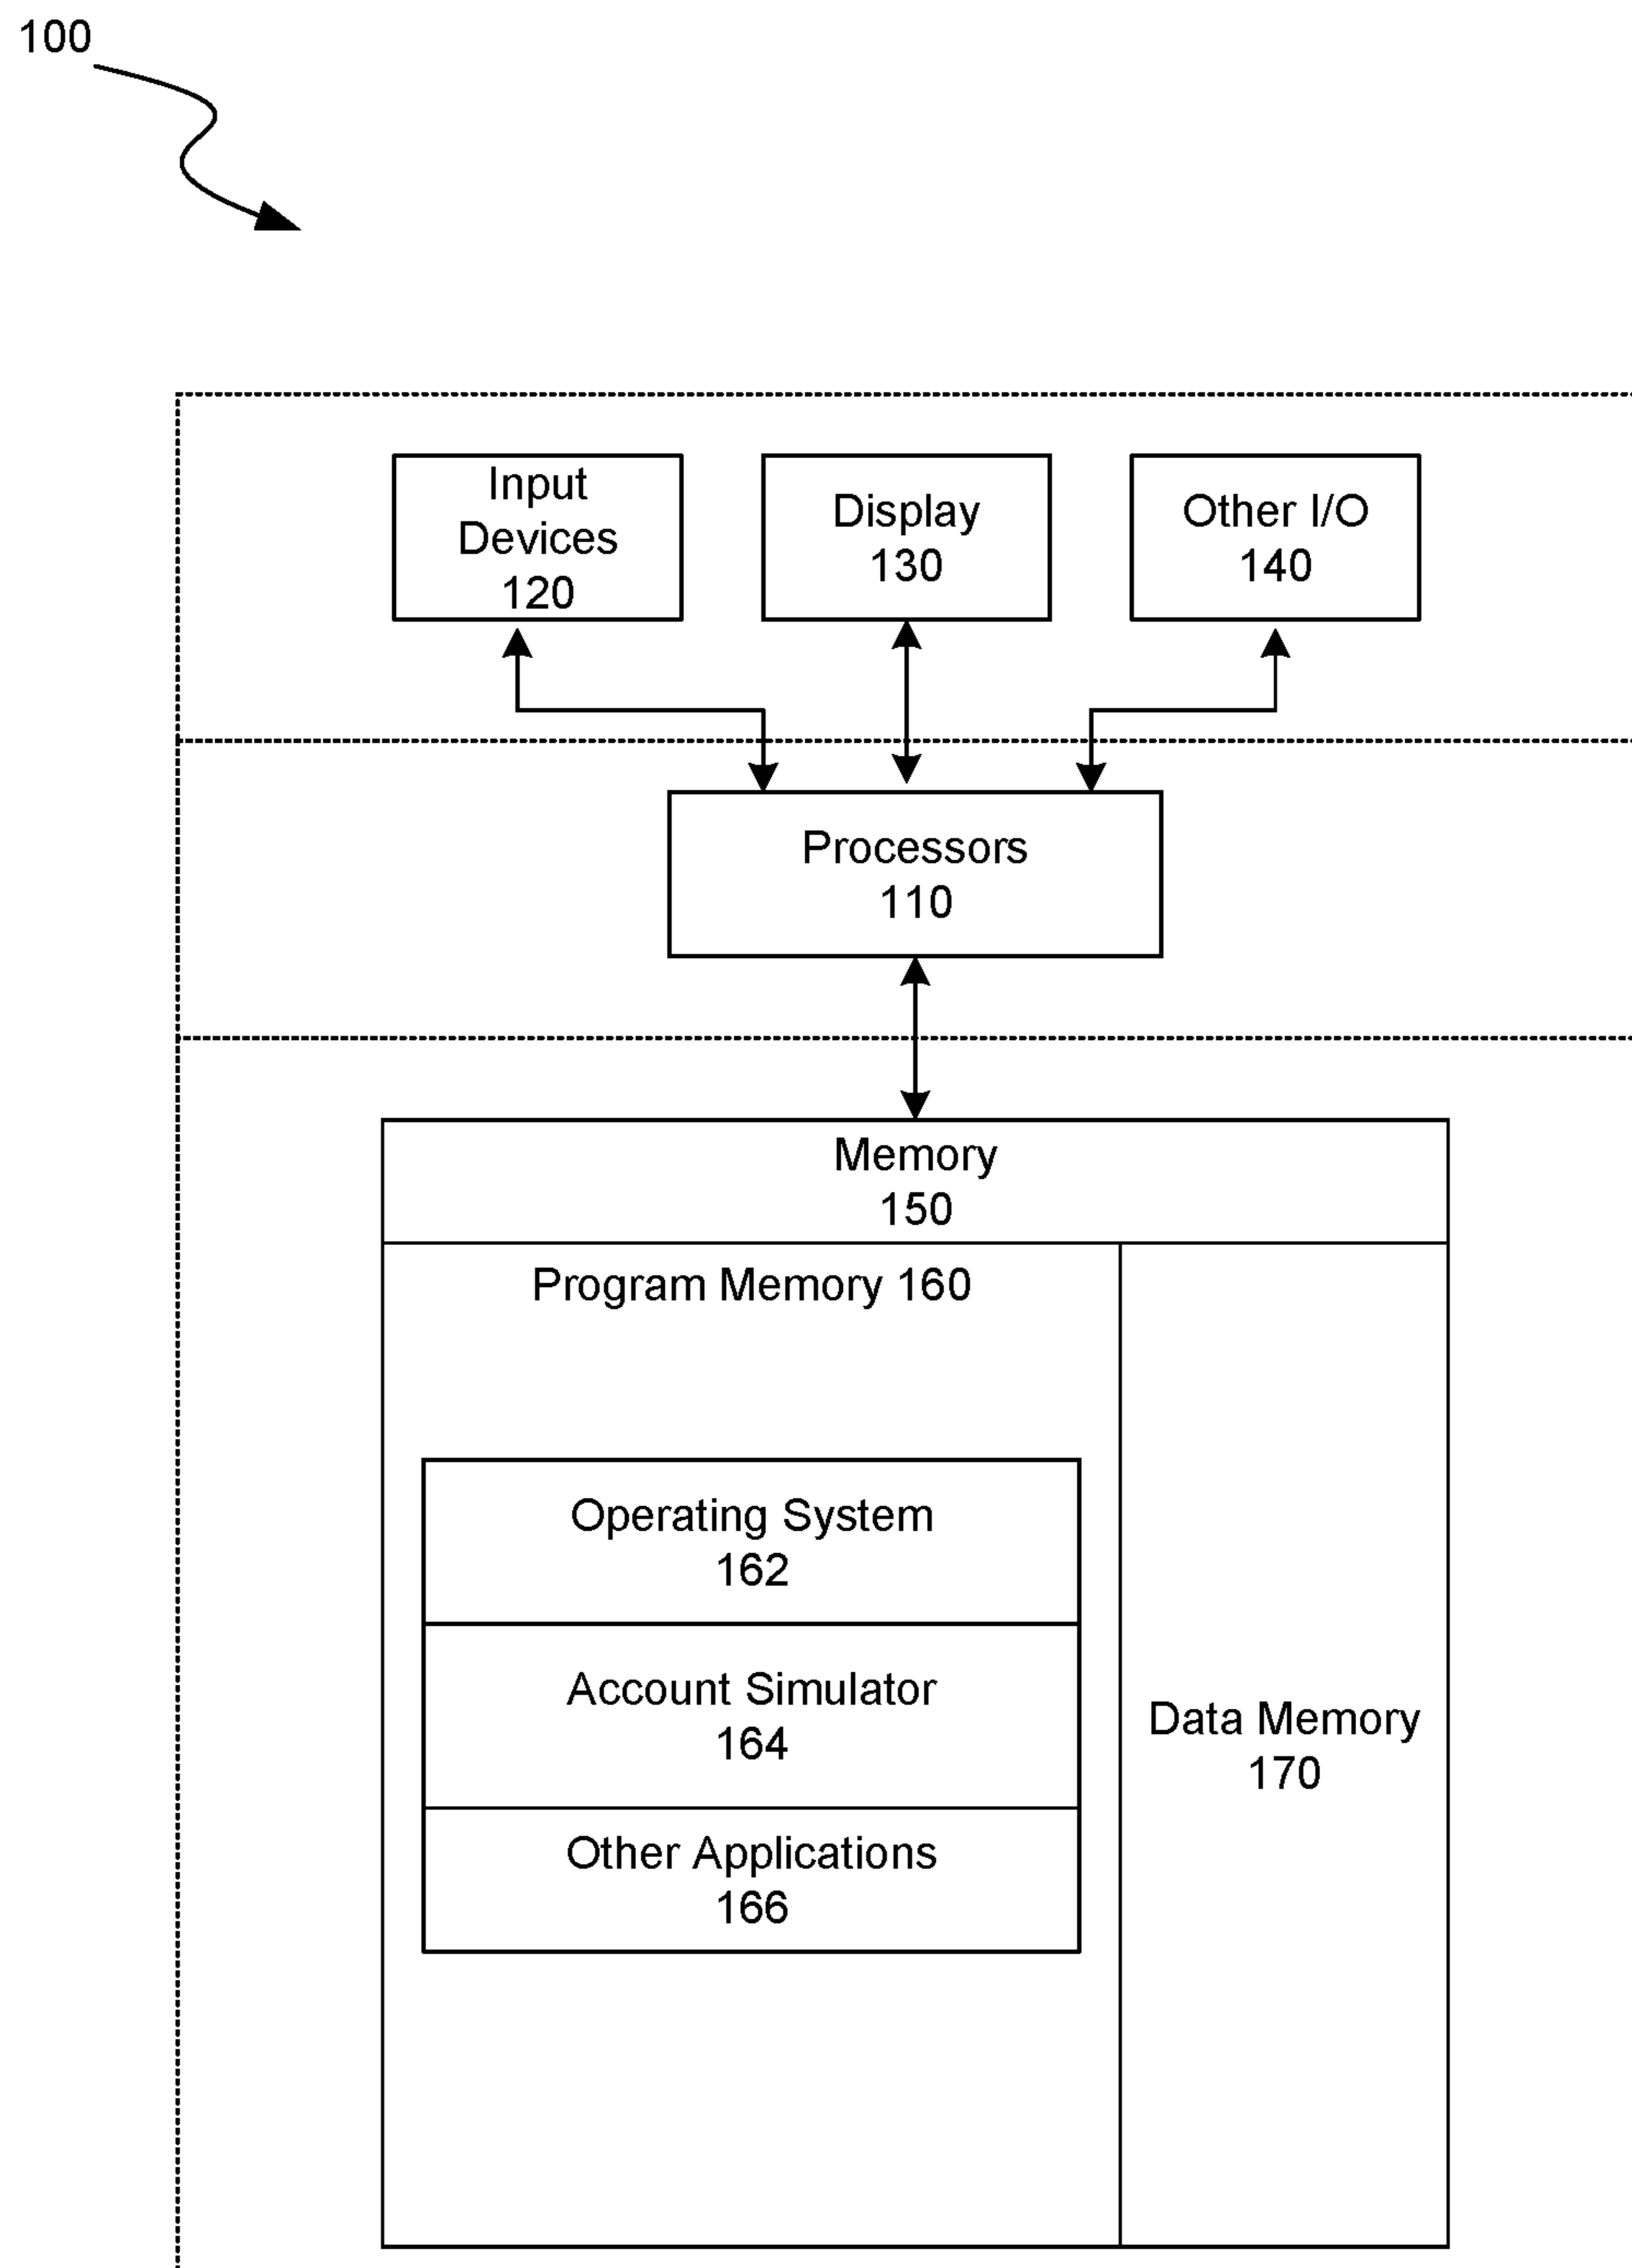 100
Input
Devices
120
Display
130
Other I/O
140
Processors
110
Memory
150
Program Memory 160
Operating System
162
Account Simulator
164
Other Applications
166
Data Memory
170